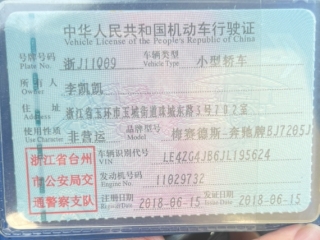 中华人民共和国机动车行驶证
Vehicle License of the People's Republic of China
号牌号码 Plate No. 浙J11Q09 车辆类型 Vehicle Type 小型轿车
所有人 李凯凯
住址 浙江省玉环市玉城街道珠城东路3号702室
使用性质 非营运 品牌型号 梅赛德斯-奔驰牌BJ7205
浙江省台州
市公安局交
通警察支队
车辆识别代号 VIN LE4ZG4JB6JL195624
发动机号码 Engine No. 11029732
注册日期 2018-06-15 发证日期 2018-06-15